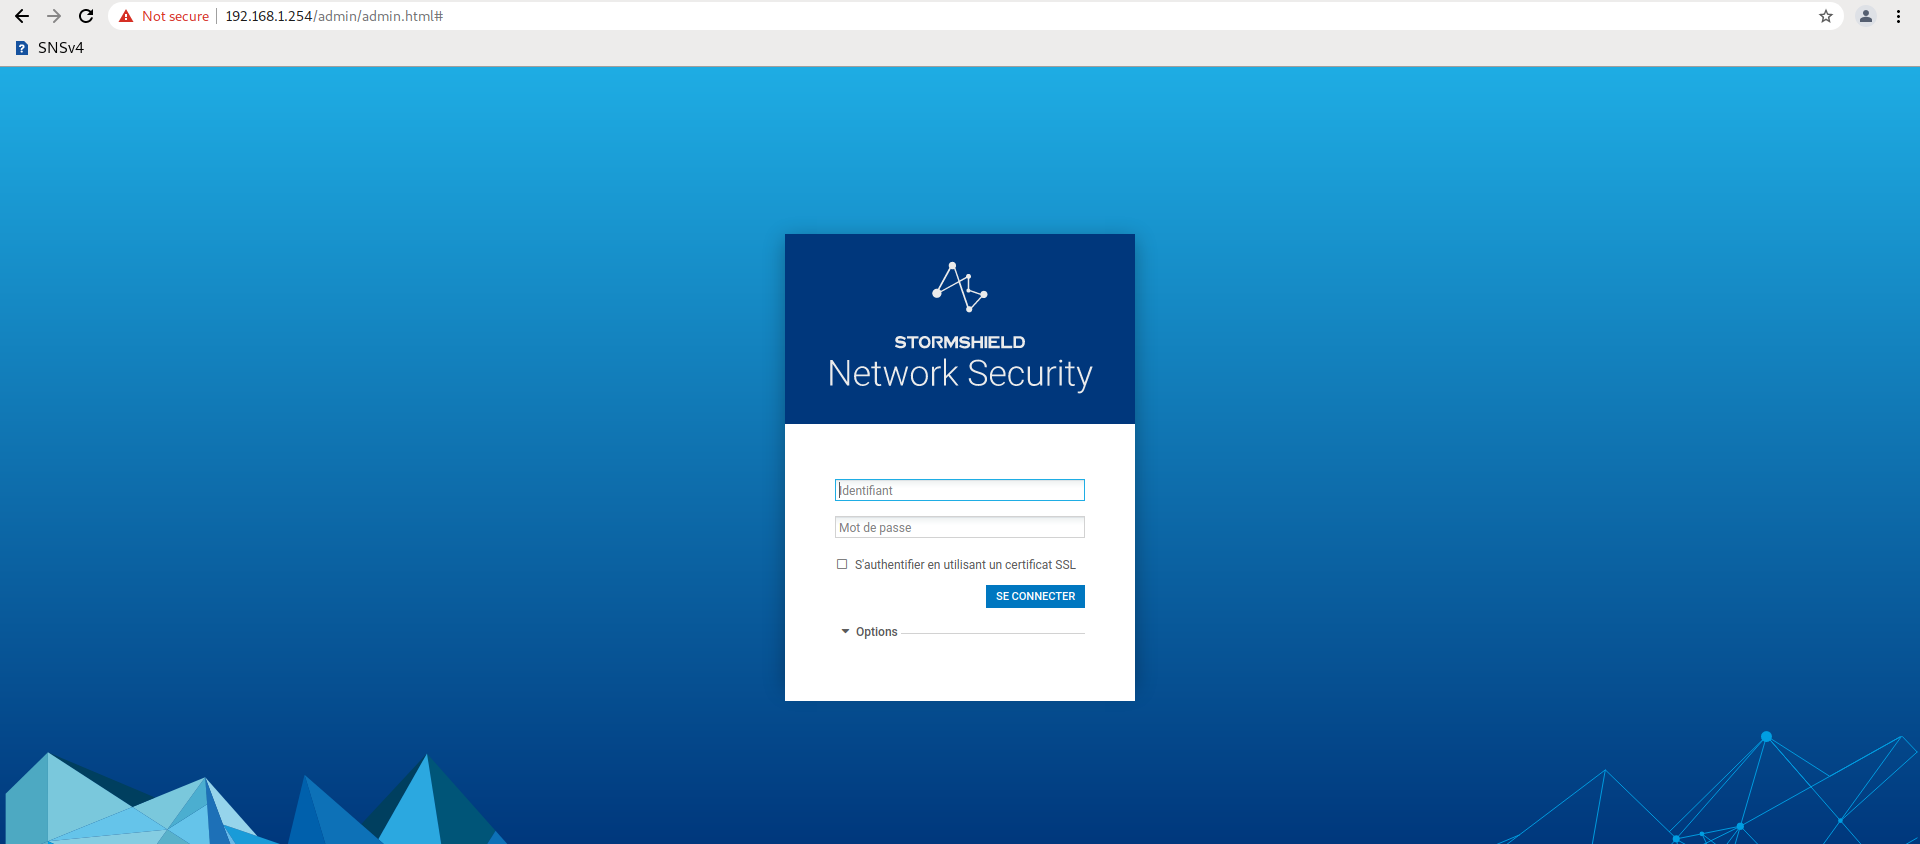 Not secure 192.168.1.254/admin/admin.html#
SNSv4
STORMSHIELD
Network Security
Identifiant
Mot de passe
S'authentifier en utilisant un certificat SSL
SE CONNECTER
Options